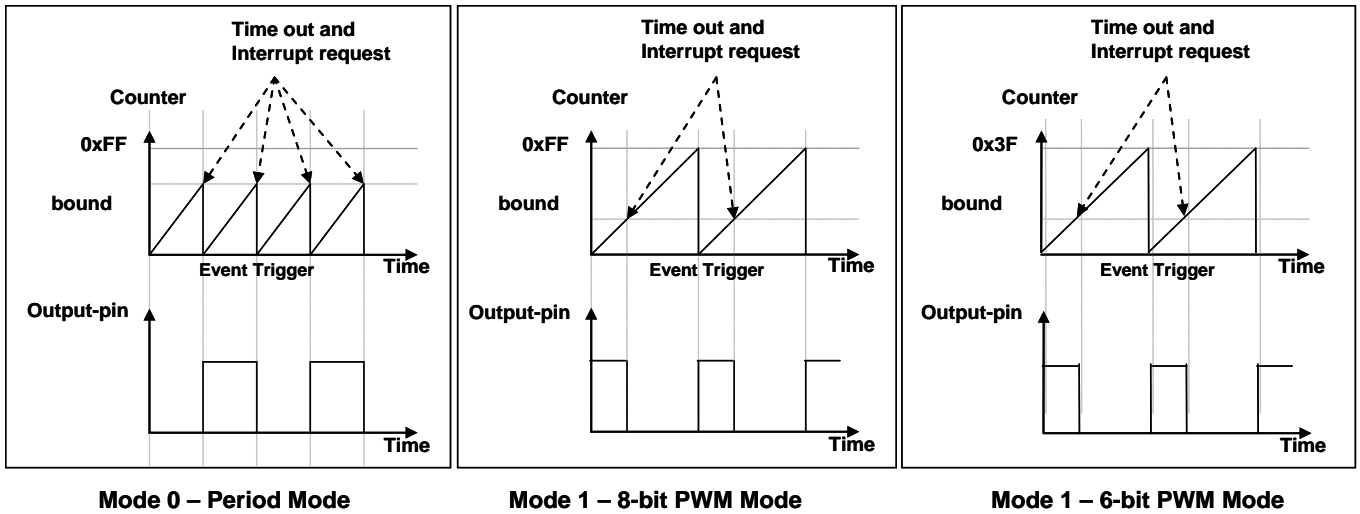 Time out and
Interrupt request
Counter
0xFF
bound
Event Trigger
Time
Output-pin
Time
Mode 0 – Period Mode
Time out and
Interrupt request
Counter
0xFF
bound
Event Trigger
Time
Output-pin
Time
Mode 1 – 8-bit PWM Mode
Time out and
Interrupt request
Counter
0x3F
bound
Event Trigger
Time
Output-pin
Time
Mode 1 – 6-bit PWM Mode